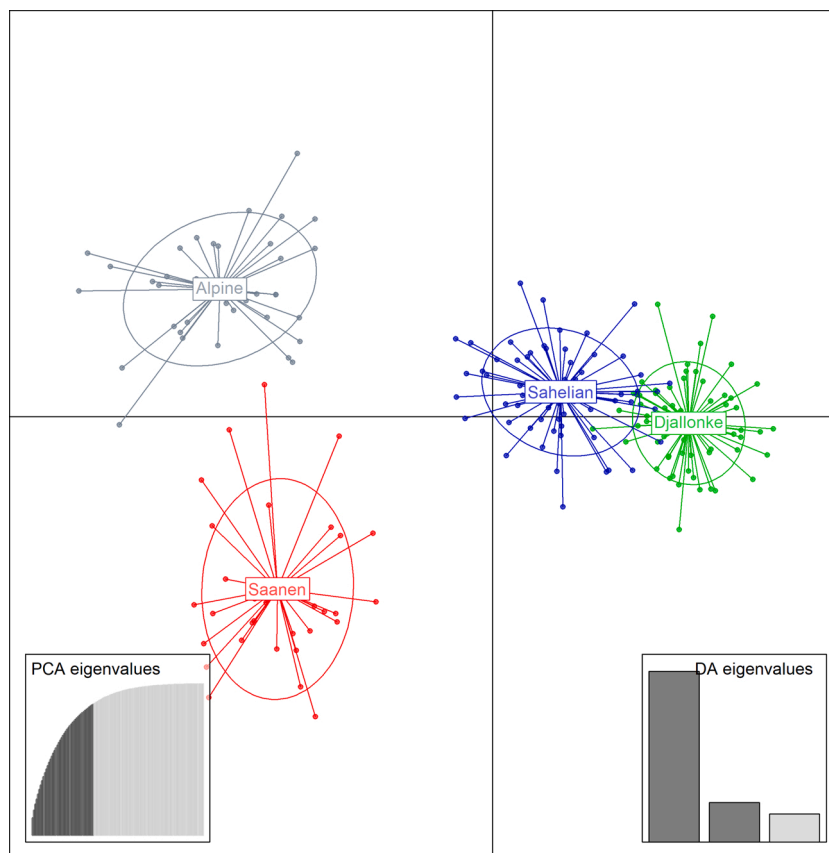 Alpine
Sahelian
Djallonke
Saanen
PCA eigenvalues
DA eigenvalues